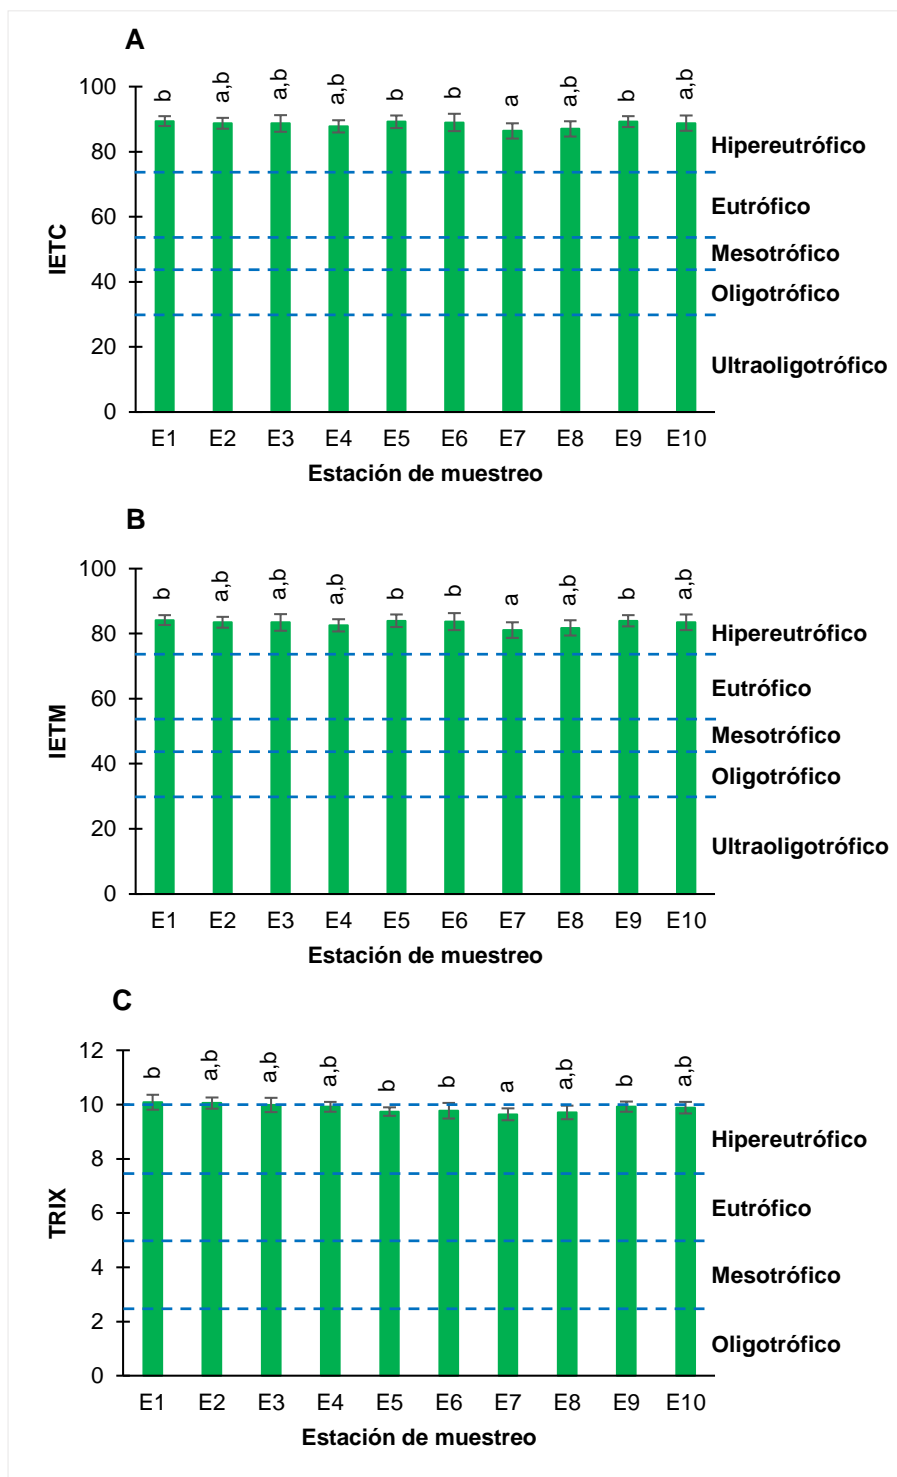 A
b a,b a,b a,b b b a a,b b a,b
100
80
60
40
20
0
IETC
Hipereutrófico
Eutrófico
Mesotrófico
Oligotrófico
Ultraoligotrófico
E1 E2 E3 E4 E5 E6 E7 E8 E9 E10
Estación de muestreo
B
b a,b a,b a,b b b a a,b b a,b
100
80
60
40
20
0
IETM
Hipereutrófico
Eutrófico
Mesotrófico
Oligotrófico
Ultraoligotrófico
E1 E2 E3 E4 E5 E6 E7 E8 E9 E10
Estación de muestreo
C
b a,b a,b a,b b b a a,b b a,b
12
10
8
6
4
2
0
TRIX
Hipereutrófico
Eutrófico
Mesotrófico
Oligotrófico
E1 E2 E3 E4 E5 E6 E7 E8 E9 E10
Estación de muestreo